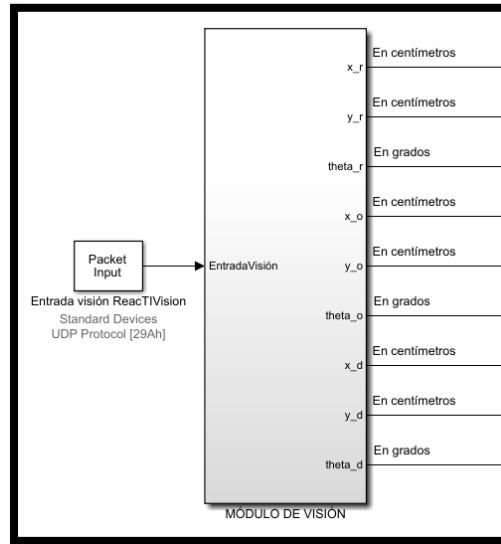 En centímetros
x_r
En centímetros
y_r
En grados
theta_r
En centímetros
x_o
Packet
Input
EntradaVisión
En centímetros
y_o
Entrada visión ReacTIVision
Standard Devices
UDP Protocol [29Ah]
En grados
theta_o
En centímetros
x_d
En centímetros
y_d
En grados
theta_d
MÓDULO DE VISIÓN